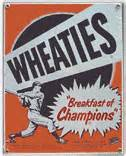 WHEATIES
"Breakfast of
Champions"